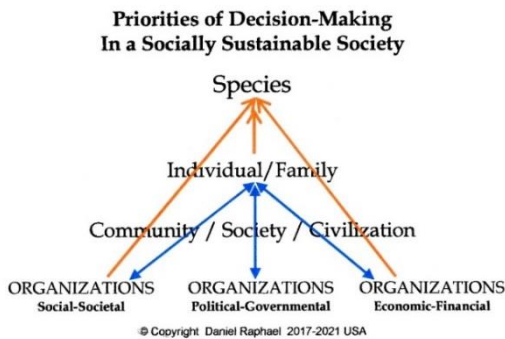 Priorities of Decision-Making
In a Socially Sustainable Society
Species
Individual/Family
Community / Society / Civilization
ORGANIZATIONS ORGANIZATIONS ORGANIZATIONS
Social-Societal Political-Governmental Economic-Financial
© Copyright Daniel Raphael 2017-2021 USA